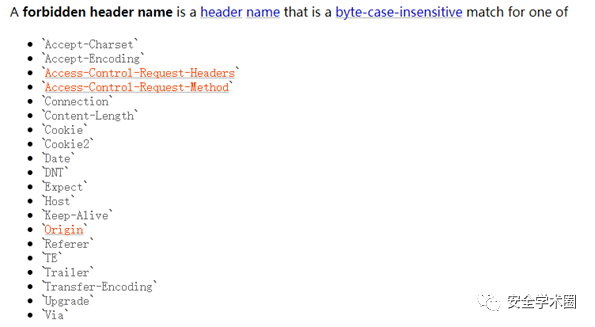 A forbidden header name is a header name that is a byte-case-insensitive match for one of
• `Accept-Charset`
• `Accept-Encoding`
• `Access-Control-Request-Headers`
• `Access-Control-Request-Method`
• `Connection`
• `Content-Length`
• `Cookie`
• `Cookie2`
• `Date`
• `DNT`
• `Expect`
• `Host`
• `Keep-Alive`
• `Origin`
• `Referer`
• `TE`
• `Trailer`
• `Transfer-Encoding`
• `Upgrade`
• `Via`
安全学术圈